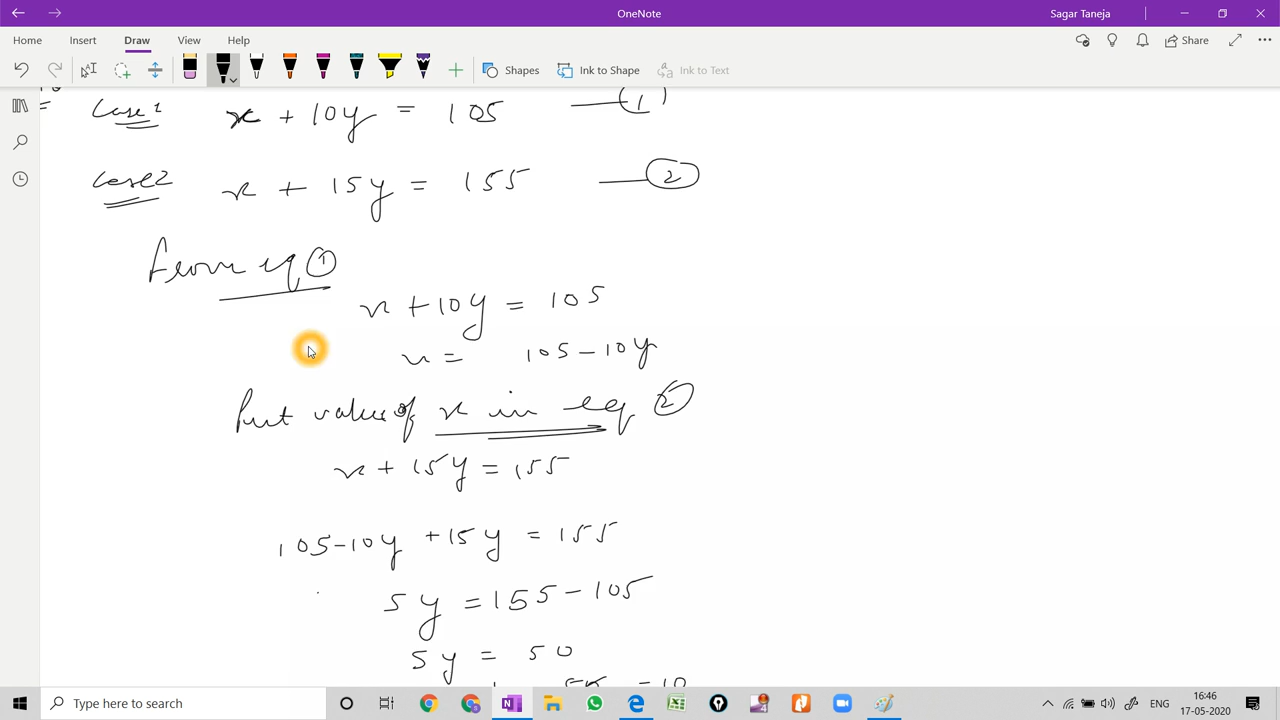 OneNote
Sagar Taneja
Home Insert Draw View Help
Share
Shapes Ink to Shape Ink to Text
Case 1 x + 10y = 105 1
Case 2 x + 15y = 155 2
from eq 1
x + 10y = 105
x = 105 - 10y
Put value of x in eq 2
x + 15y = 155
105 - 10y + 15y = 155
5y = 155 - 105
5y = 50
= 10
Type here to search
ENG
16:46
17-05-2020